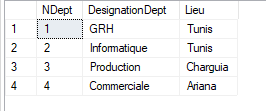 NDept DesignationDept Lieu
1 1 GRH Tunis
2 2 Informatique Tunis
3 3 Production Charguia
4 4 Commerciale Ariana